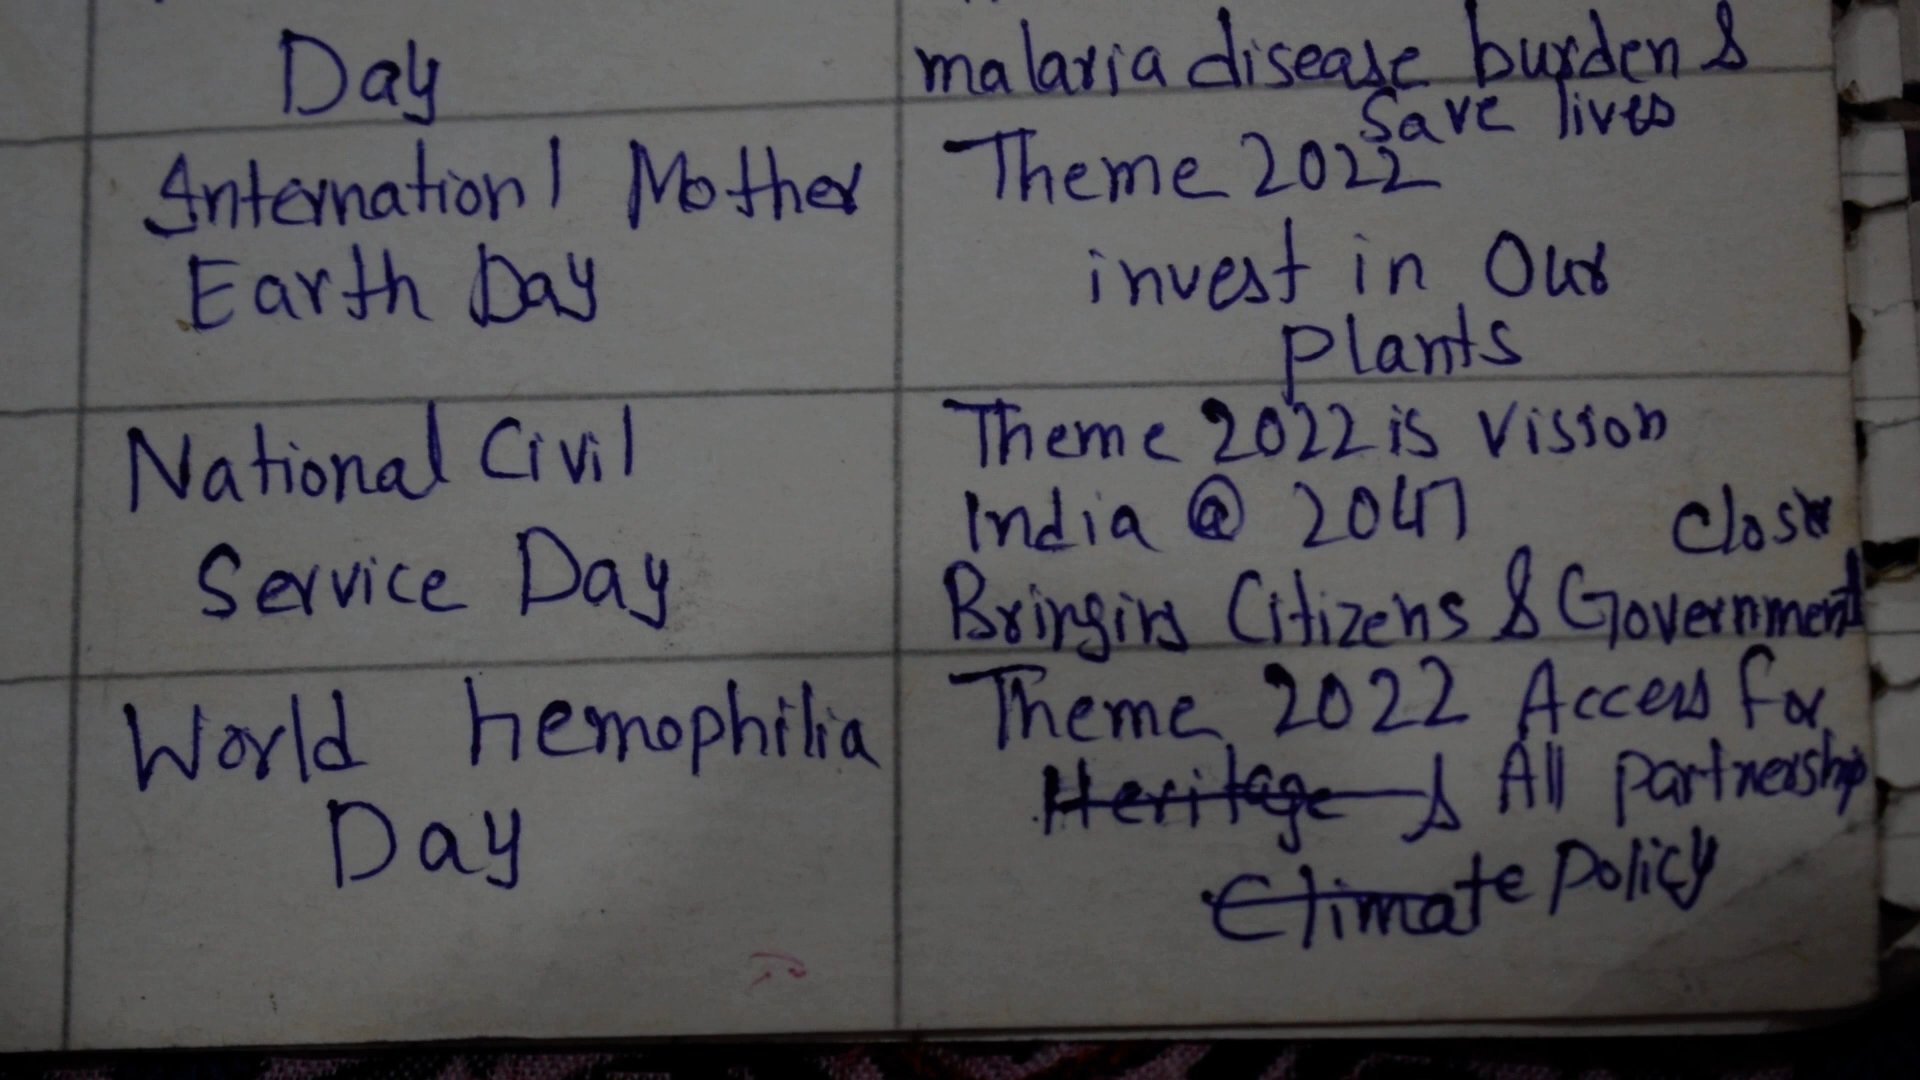 Day
malaria disease burden &
Save lives
Internationl Mother
Earth Day
Theme 2022
invest in Our
plants
National Civil
Service Day
Theme 2022 is Vission
India @ 2047
closer
Bringing Citizens & Government
World hemophilia
Day
Theme 2022 Access for
Heritage & All partnership
Climate policy